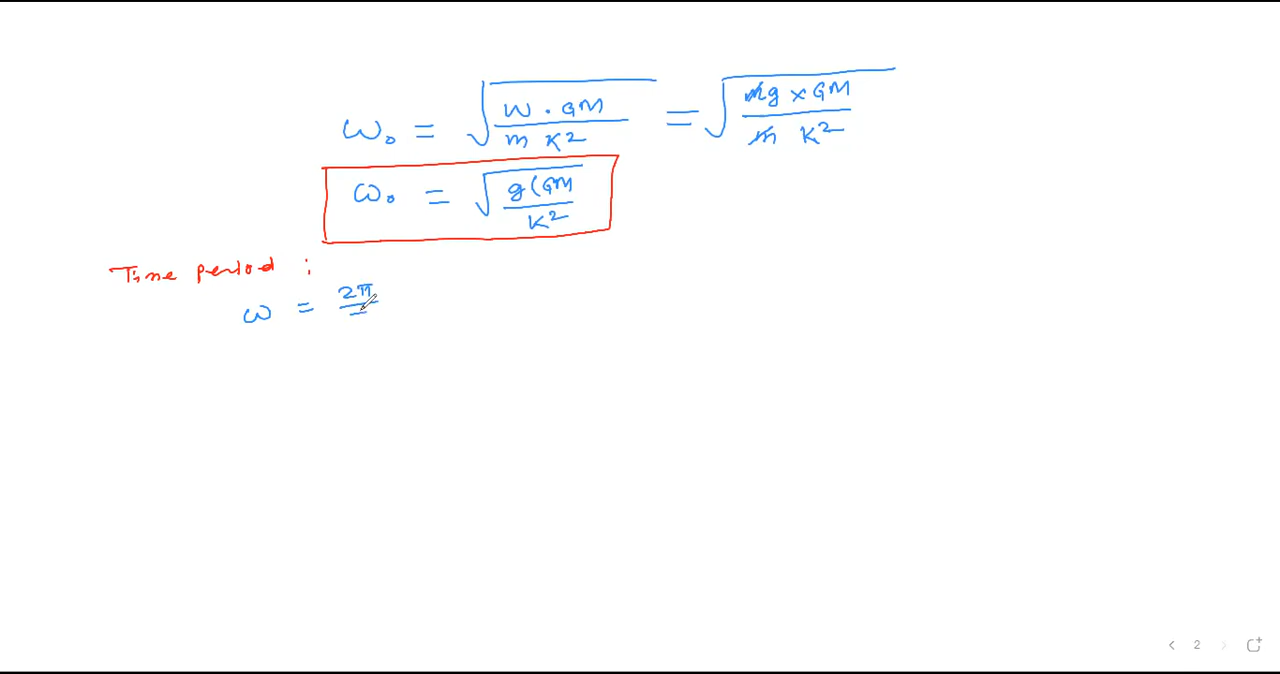 ω₀ = √(W · GM / m K²) = √(mg × GM / m K²)
ω₀ = √(g(GM / K²)
Time period :
ω = 2π
2